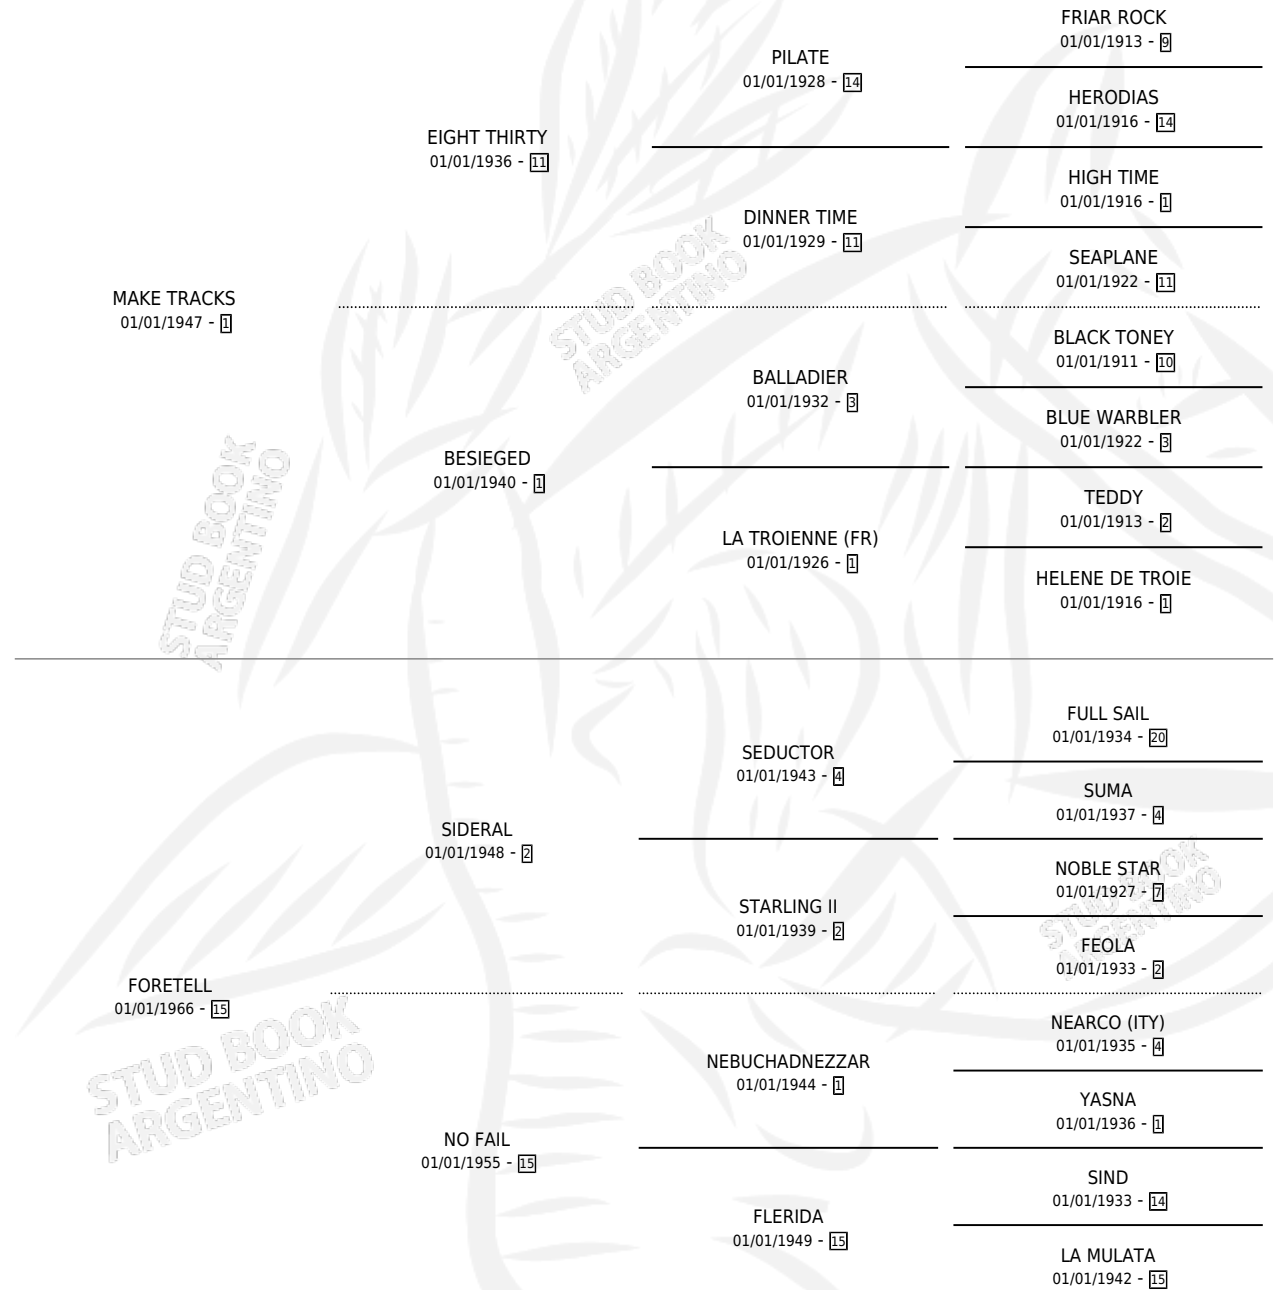 FRIAR ROCK
01/01/1913 - 9
PILATE
01/01/1928 - 14
HERODIAS
01/01/1916 - 14
EIGHT THIRTY
01/01/1936 - 11
HIGH TIME
01/01/1916 - 1
DINNER TIME
01/01/1929 - 11
SEAPLANE
01/01/1922 - 11
MAKE TRACKS
01/01/1947 - 1
BLACK TONEY
01/01/1911 - 10
BALLADIER
01/01/1932 - 3
BLUE WARBLER
01/01/1922 - 3
BESIEGED
01/01/1940 - 1
TEDDY
01/01/1913 - 2
LA TROIENNE (FR)
01/01/1926 - 1
HELENE DE TROIE
01/01/1916 - 1
STUD BOOK
ARGENTINO
STUD BOOK
ARGENTINO
FULL SAIL
01/01/1934 - 20
SEDUCTOR
01/01/1943 - 4
SUMA
01/01/1937 - 4
SIDERAL
01/01/1948 - 2
NOBLE STAR
01/01/1927 - 7
STARLING II
01/01/1939 - 2
FEOLA
01/01/1933 - 2
STUD BOOK
ARGENTINO
FORETELL
01/01/1966 - 15
NEARCO (ITY)
01/01/1935 - 4
NEBUCHADNEZZAR
01/01/1944 - 1
YASNA
01/01/1936 - 1
STUD BOOK
ARGENTINO
NO FAIL
01/01/1955 - 15
SIND
01/01/1933 - 14
FLERIDA
01/01/1949 - 15
LA MULATA
01/01/1942 - 15